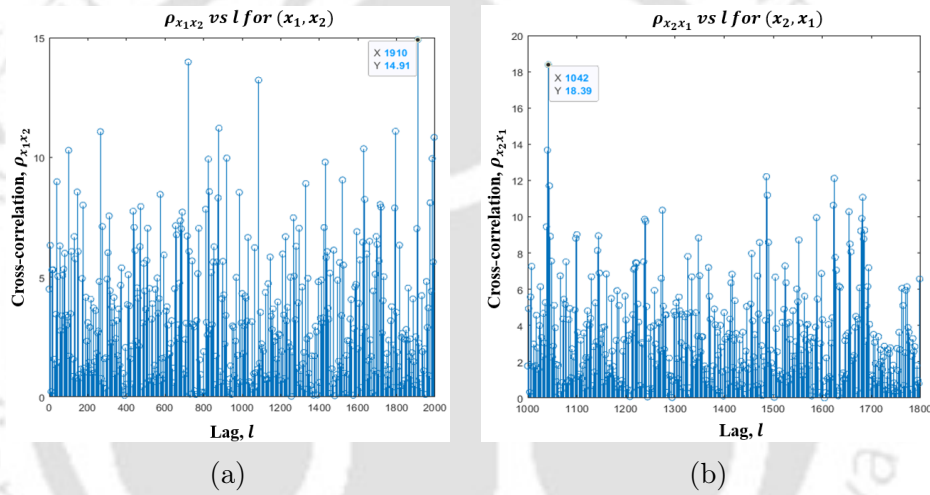 ρx₁x₂ vs l for (x₁, x₂)
15
10
5
0
0 200 400 600 800 1000 1200 1400 1600 1800 2000
X 1910
Y 14.91
Cross-correlation, ρx₁x₂
Lag, l
(a)
ρx₂x₁ vs l for (x₂, x₁)
20
18
16
14
12
10
8
6
4
2
0
1000 1100 1200 1300 1400 1500 1600 1700 1800
X 1042
Y 18.39
Cross-correlation, ρx₂x₁
Lag, l
(b)